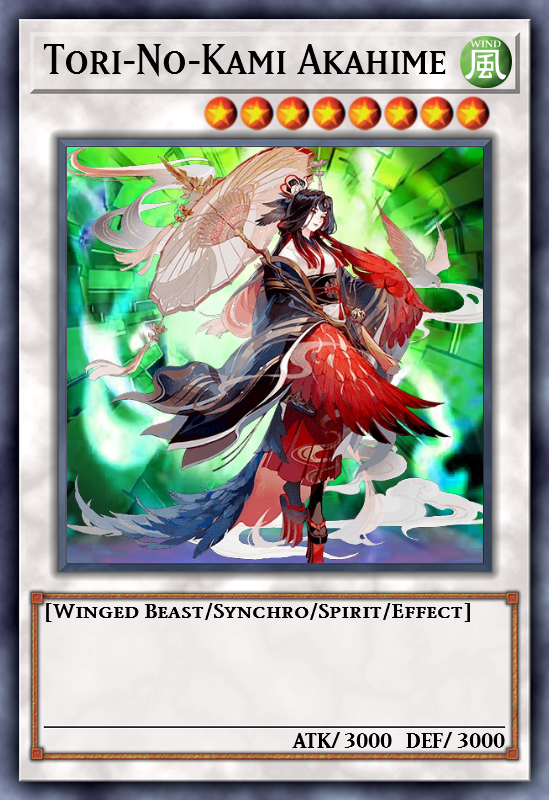 Tori-No-Kami Akahime
WIND
風
[Winged Beast/Synchro/Spirit/Effect]
ATK/ 3000 DEF/ 3000